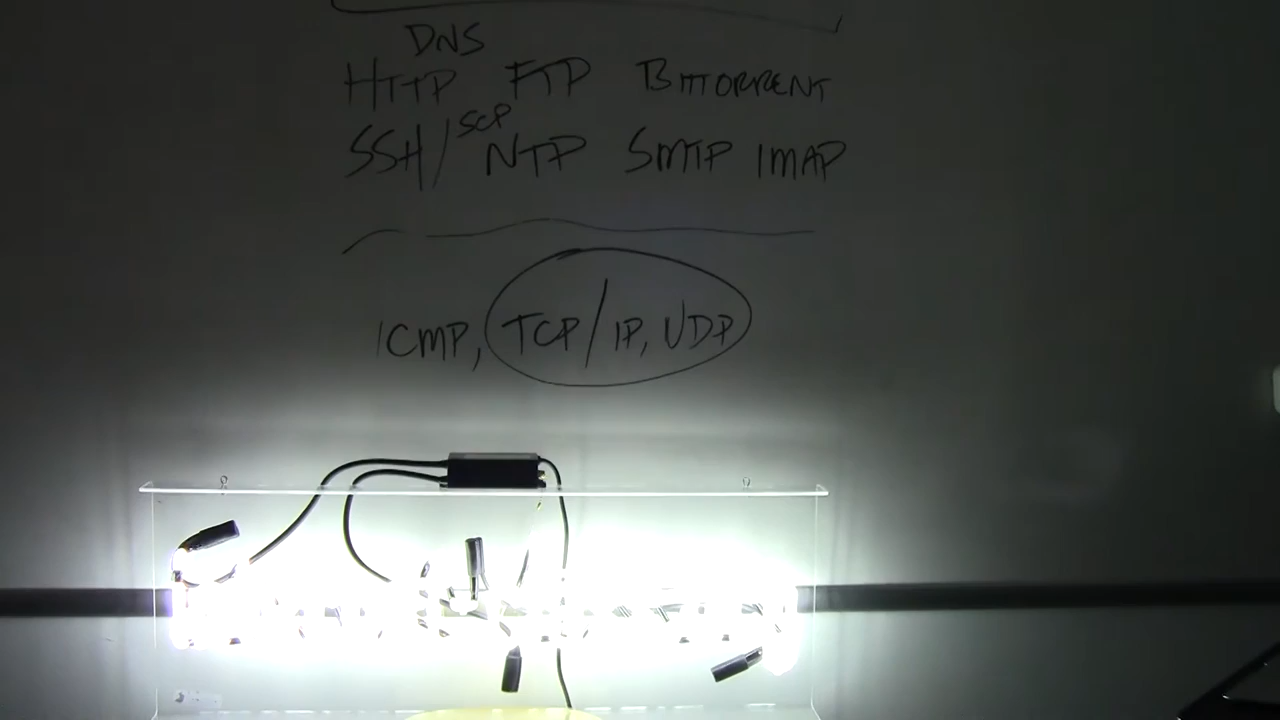 DNS
HTTP FTP BITTORRENT
SSH/SCP NTP SMTP IMAP
ICMP, TCP/IP, UDP